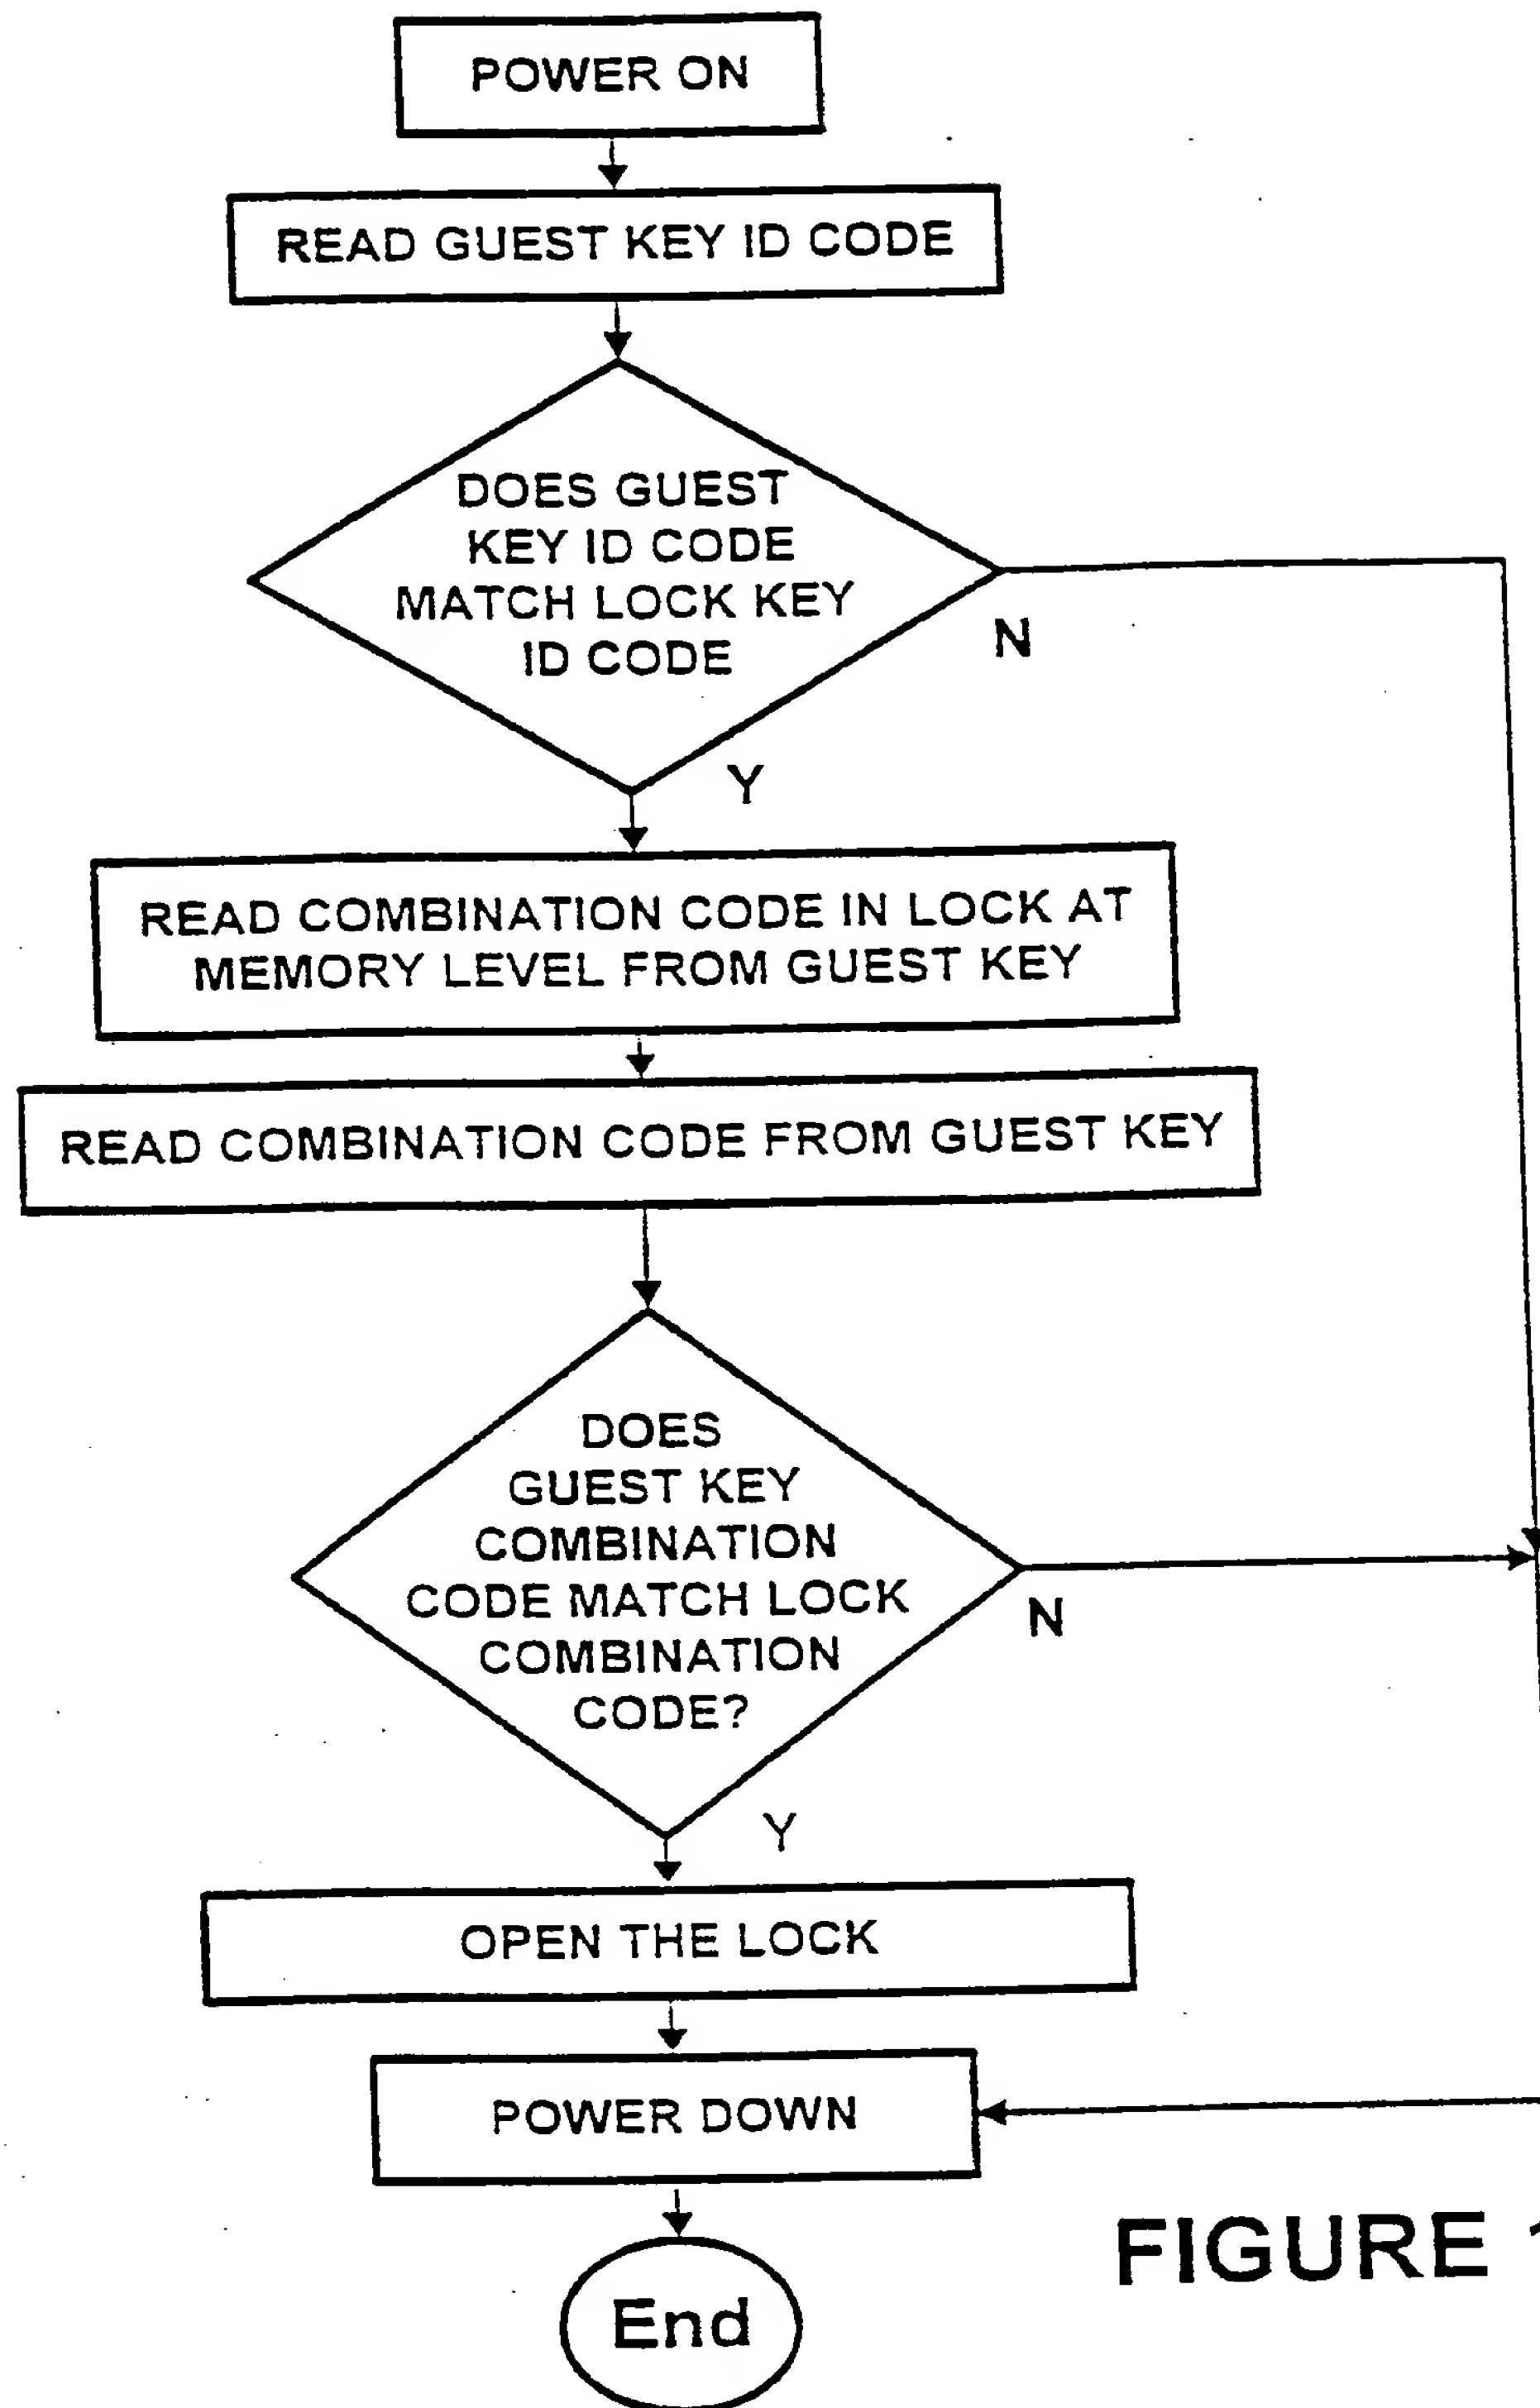 POWER ON
READ GUEST KEY ID CODE
DOES GUEST
KEY ID CODE
MATCH LOCK KEY
ID CODE
N
Y
READ COMBINATION CODE IN LOCK AT
MEMORY LEVEL FROM GUEST KEY
READ COMBINATION CODE FROM GUEST KEY
DOES
GUEST KEY
COMBINATION
CODE MATCH LOCK
COMBINATION
CODE?
N
Y
OPEN THE LOCK
POWER DOWN
FIGURE
End